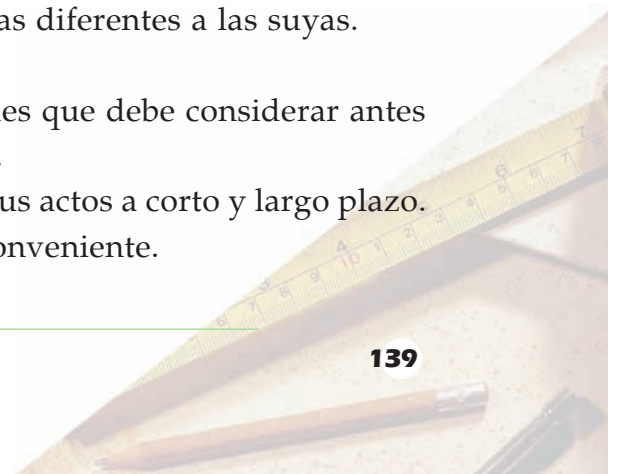 as diferentes a las suyas.
es que debe considerar antes
us actos a corto y largo plazo.
onveniente.
139